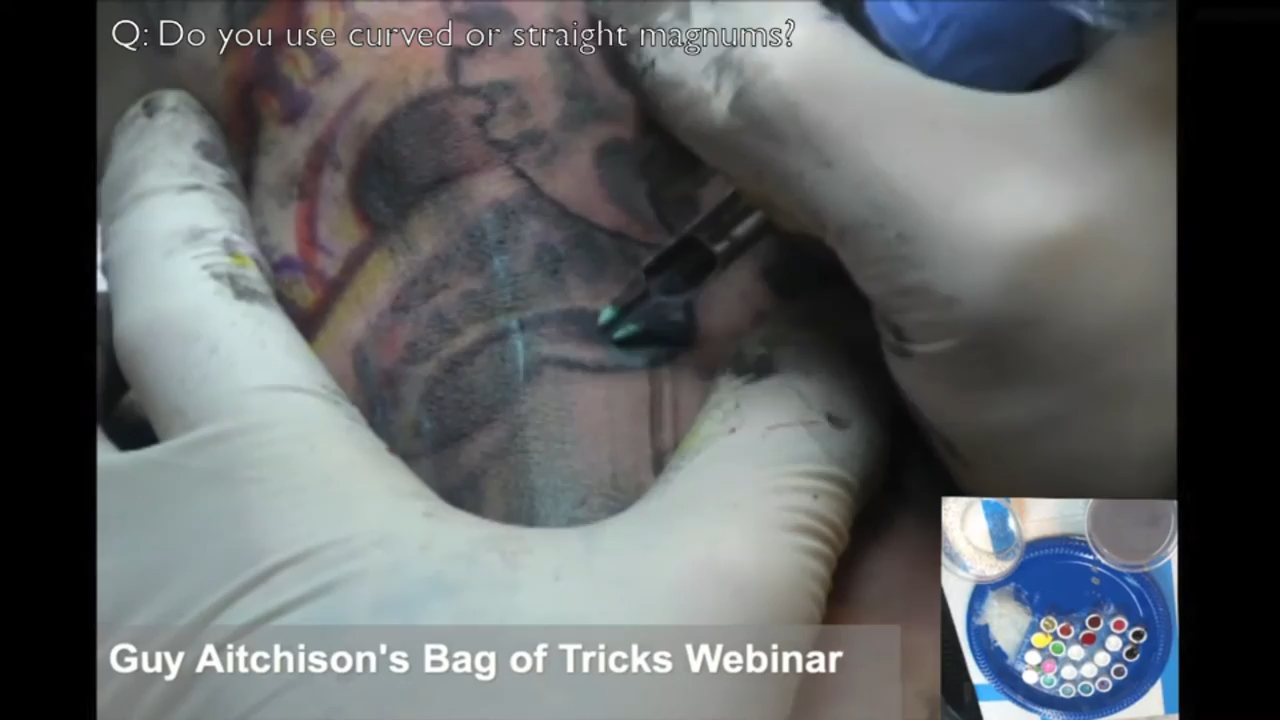 Q: Do you use curved or straight magnums?
Guy Aitchison's Bag of Tricks Webinar